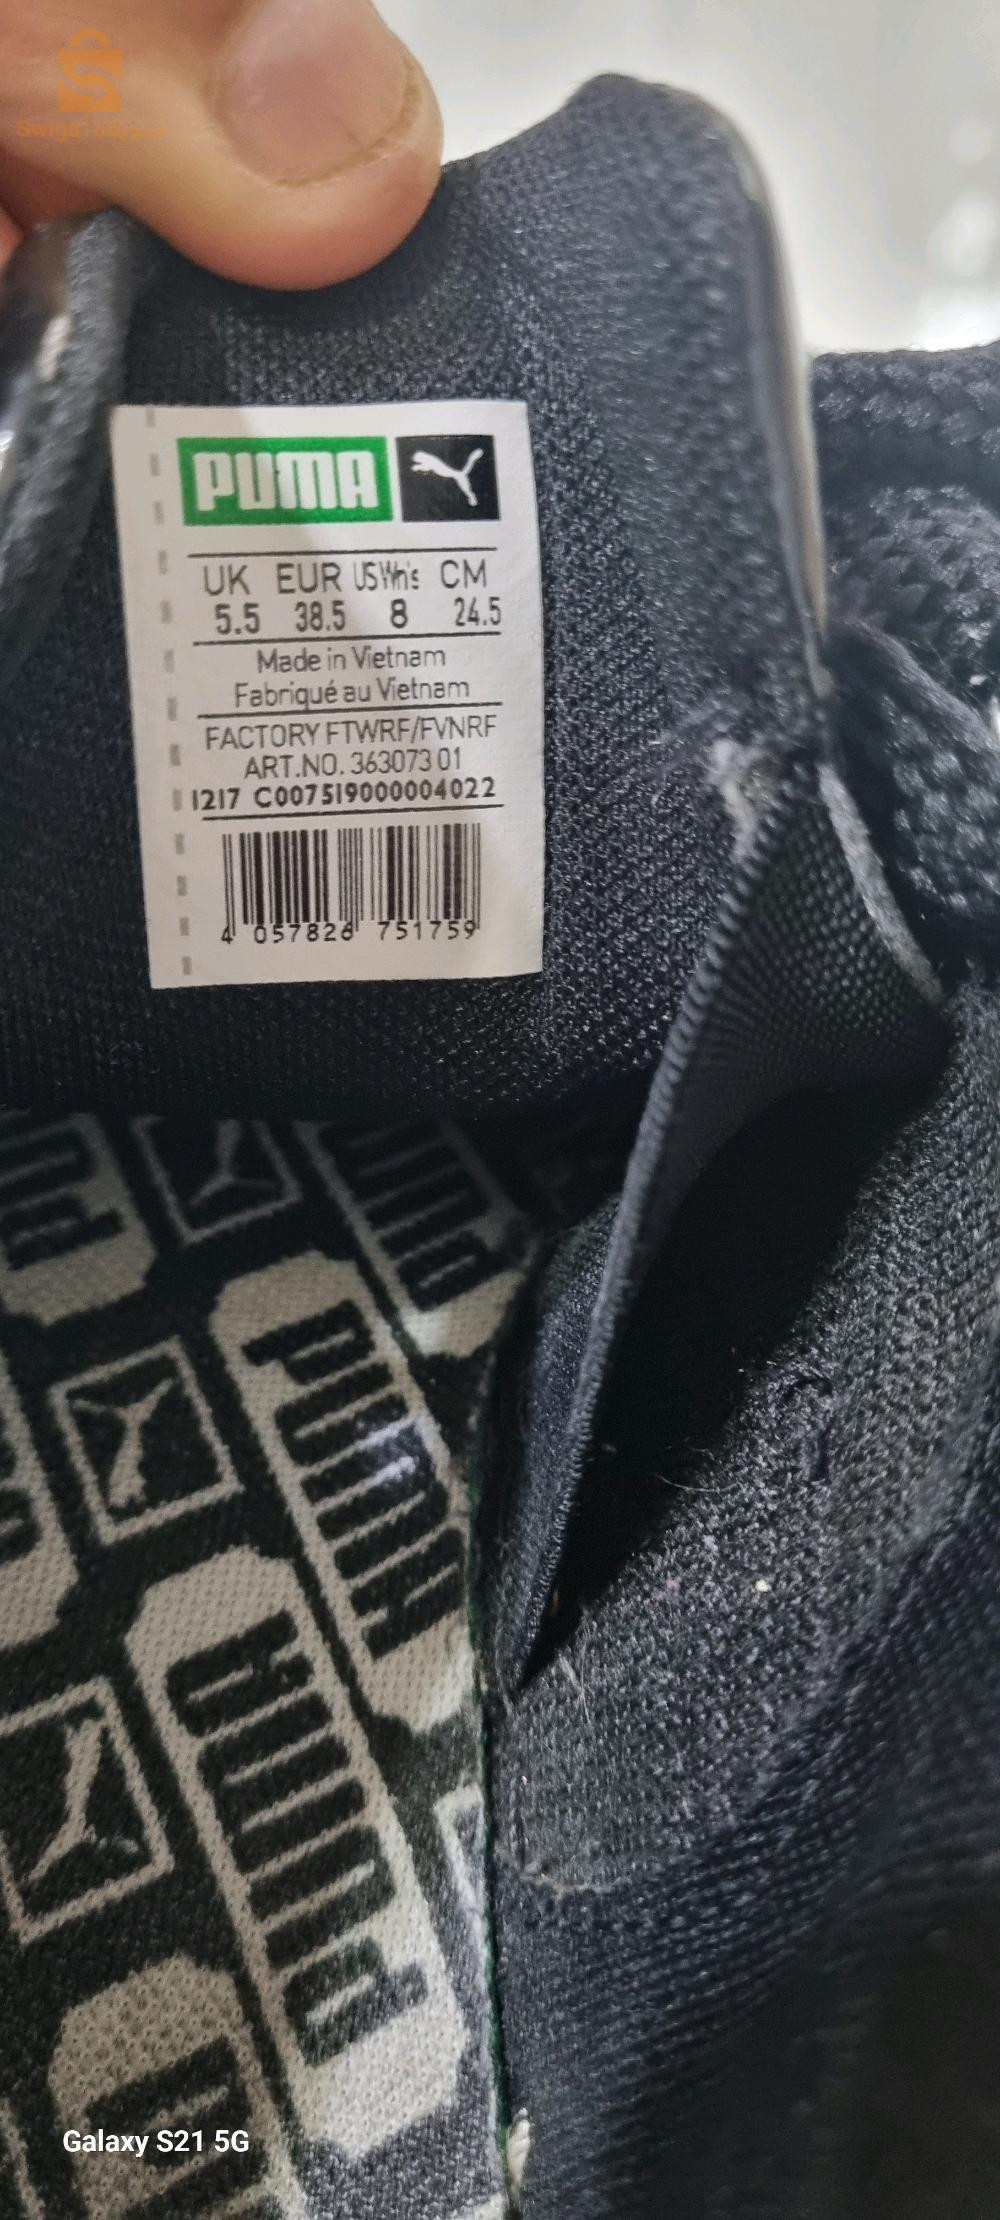 PUMA
UK EUR US Wn's CM
5.5 38.5 8 24.5
Made in Vietnam
Fabriqué au Vietnam
FACTORY FTWRF/FVNRF
ART.NO. 363073 01
1217 C007519000004022
4 057826 751759
PUMA
PUMA
Galaxy S21 5G